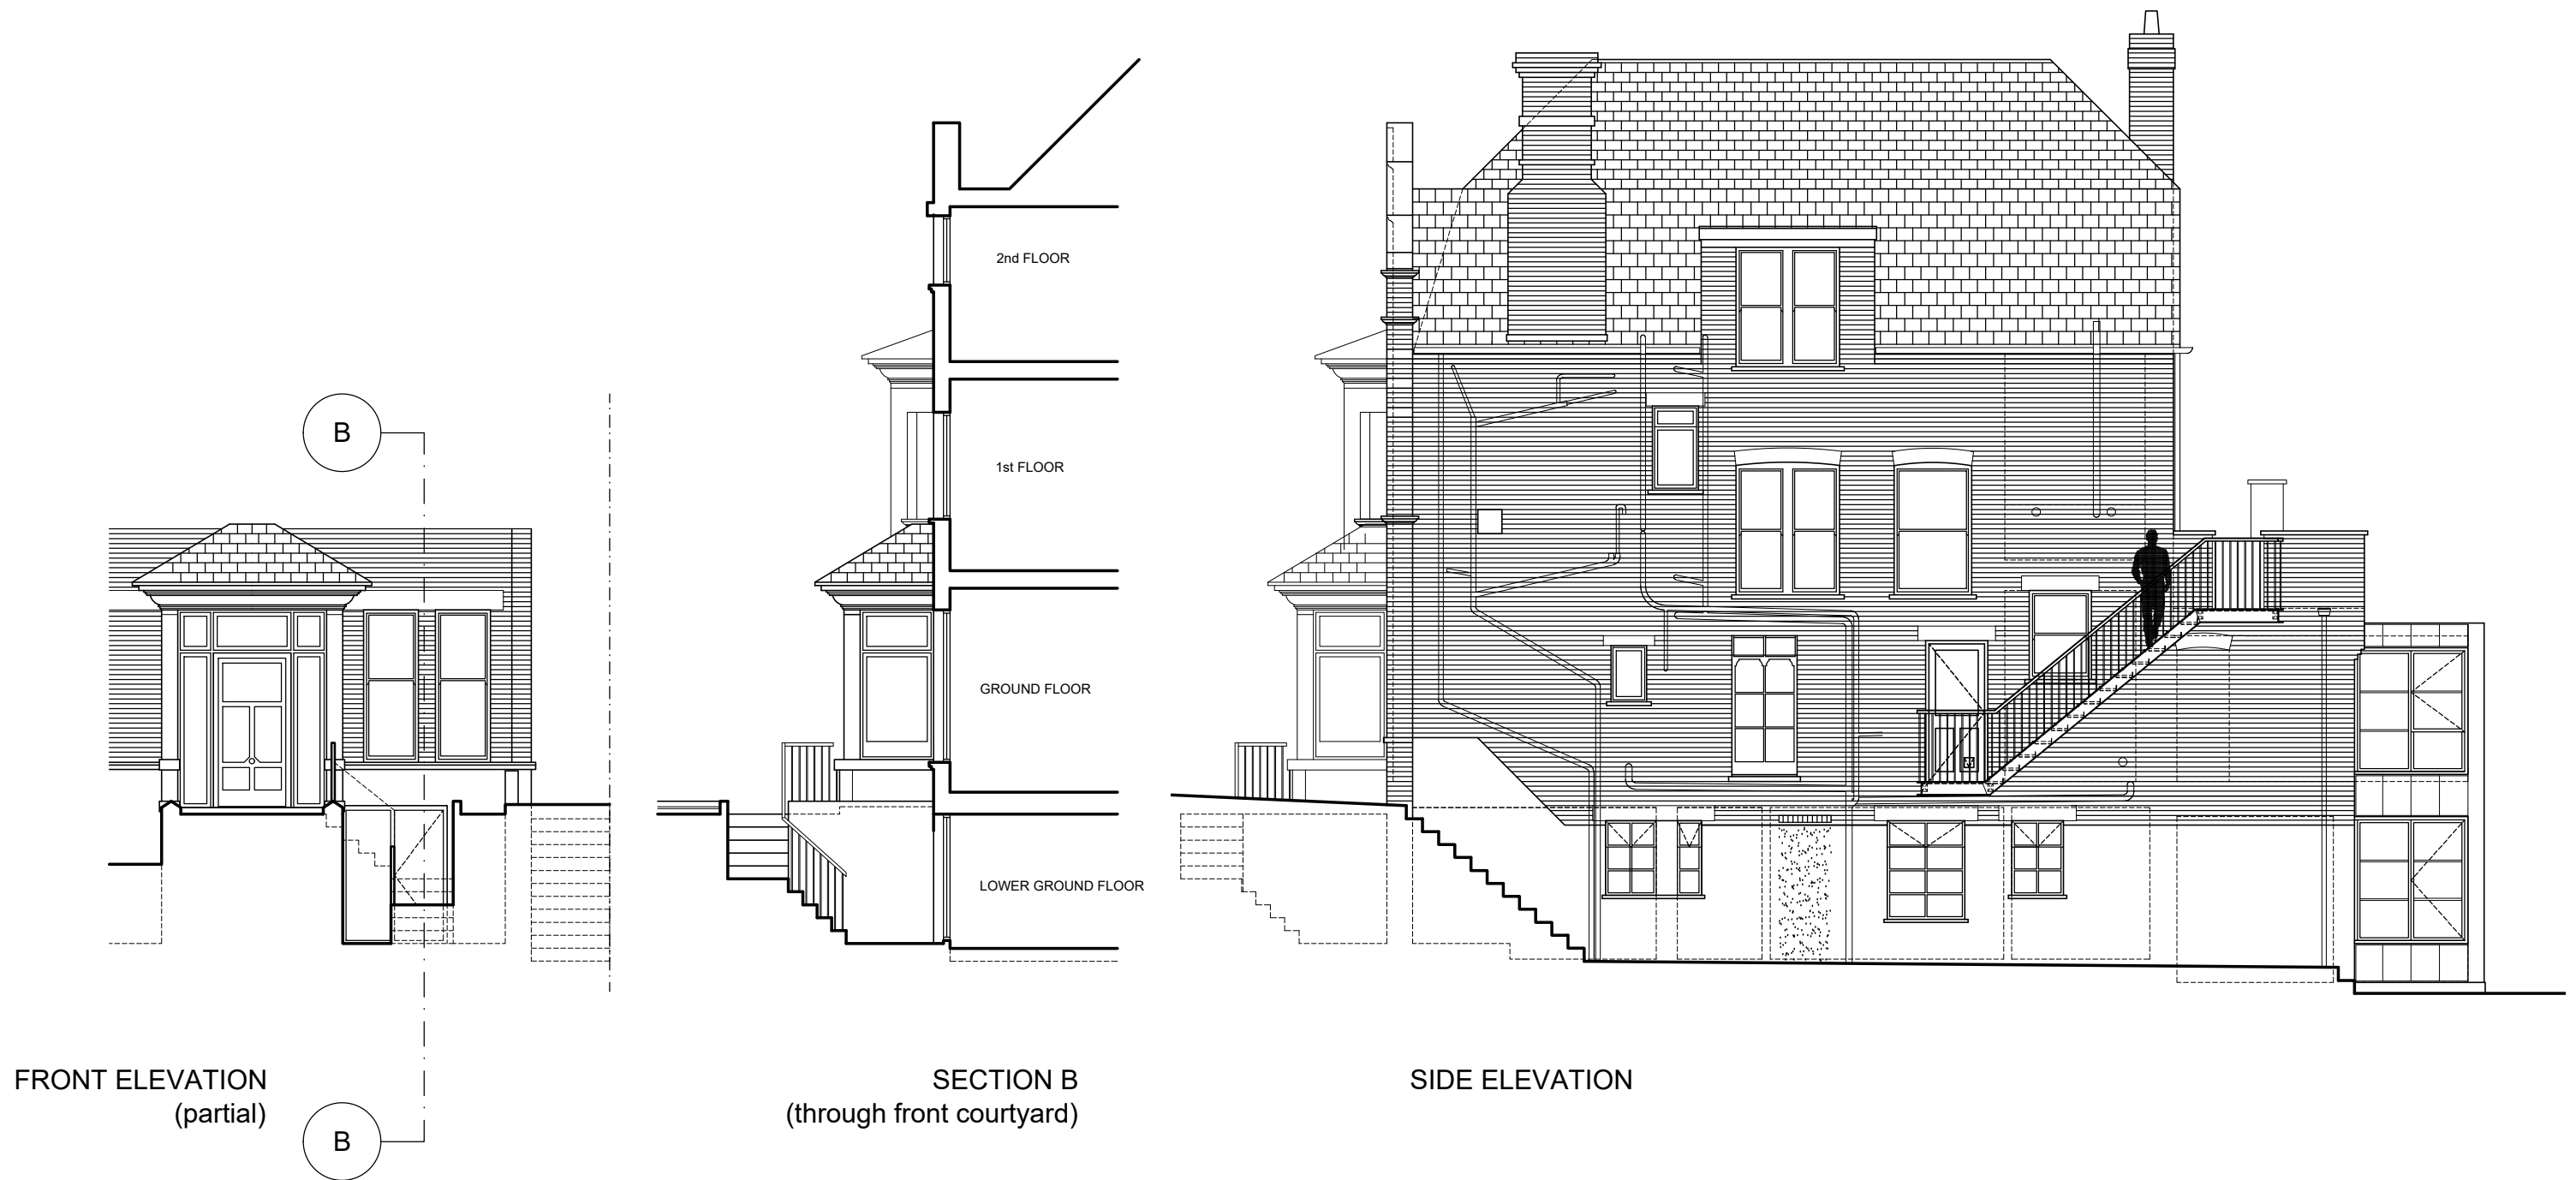 B
2nd FLOOR
1st FLOOR
GROUND FLOOR
LOWER GROUND FLOOR
FRONT ELEVATION
(partial)
B
SECTION B
(through front courtyard)
SIDE ELEVATION